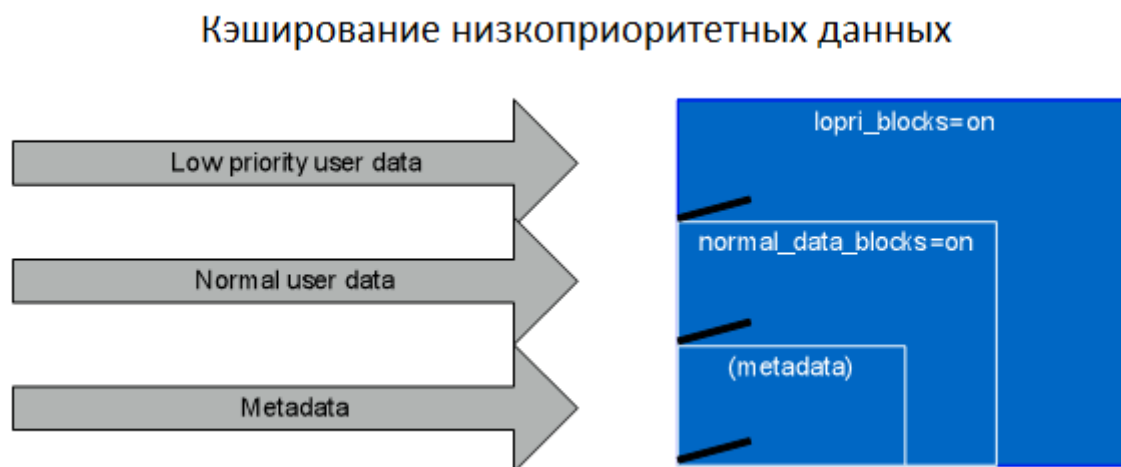 Кэширование низкоприоритетных данных
Low priority user data
lopri_blocks=on
Normal user data
normal_data_blocks=on
Metadata
(metadata)